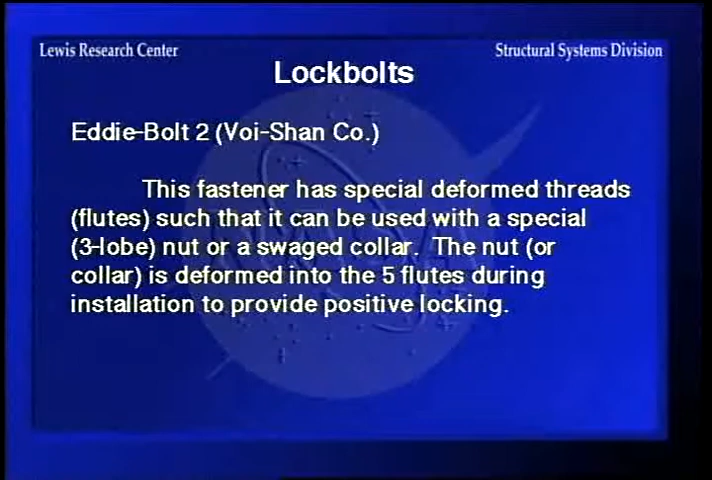 Lewis Research Center
Structural Systems Division
Lockbolts
Eddie-Bolt 2 (Voi-Shan Co.)
This fastener has special deformed threads
(flutes) such that it can be used with a special
(3-lobe) nut or a swaged collar. The nut (or
collar) is deformed into the 5 flutes during
installation to provide positive locking.